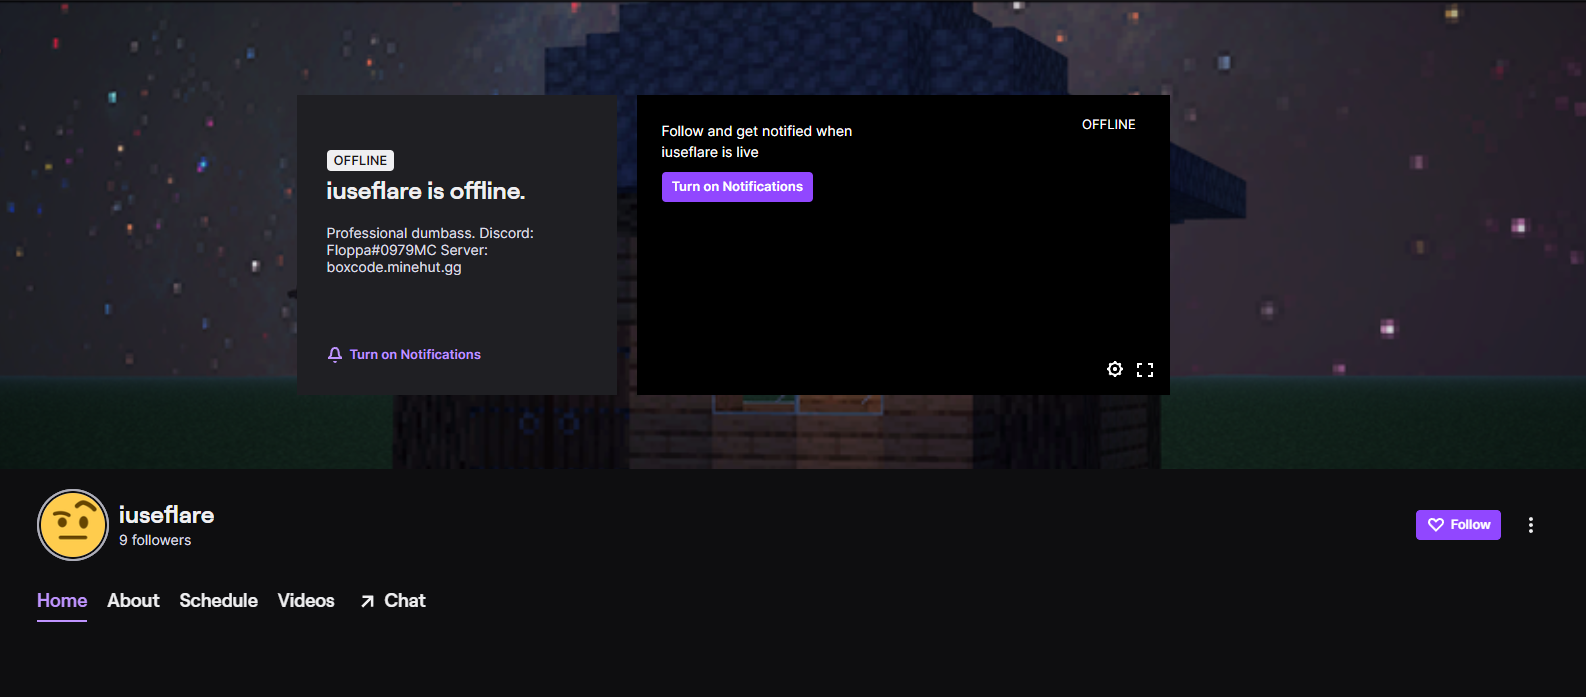 OFFLINE
iuseflare is offline.
Professional dumbass. Discord:
Floppa#0979MC Server:
boxcode.minehut.gg
Turn on Notifications
Follow and get notified when
iuseflare is live
Turn on Notifications
OFFLINE
iuseflare
9 followers
Follow
Home About Schedule Videos Chat